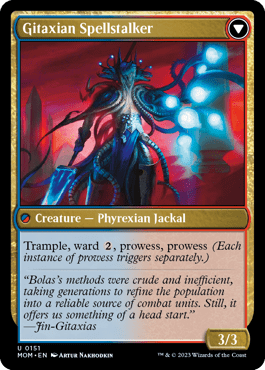 Gitaxian Spellstalker
Creature — Phyrexian Jackal
Trample, ward 2, prowess, prowess (Each
instance of prowess triggers separately.)
“Bolas’s methods were crude and inefficient,
taking generations to refine the population
into a reliable source of combat units. Still, it
offers us something of a head start.”
—Jin-Gitaxias
3/3
U 0151
MOM • EN Artur Nakhodkin
™ & © 2023 Wizards of the Coast